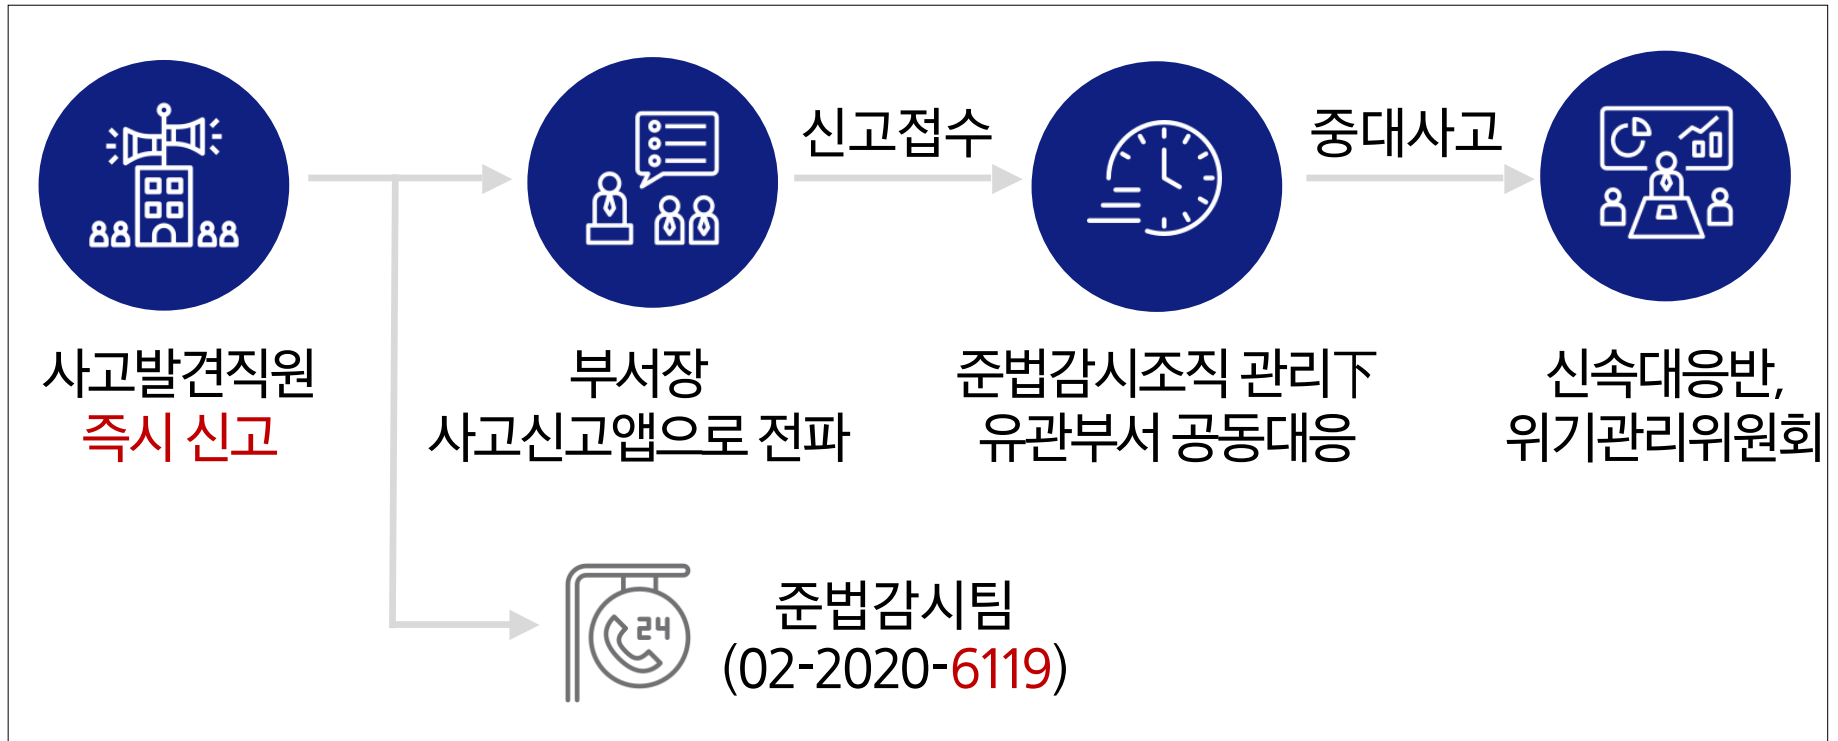 신고접수
중대사고
사고발견직원
즉시 신고
부서장
사고신고앱으로 전파
준법감시조직 관리下
유관부서 공동대응
신속대응반,
위기관리위원회
24
준법감시팀
(02-2020-6119)